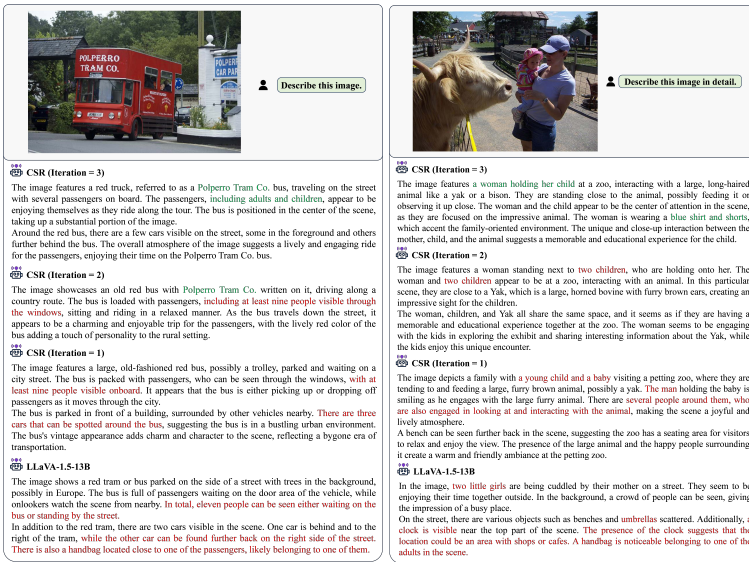 POLPERRO
TRAM CO.
POLPERR
CAR PAR
Describe this image.
CSR (Iteration = 3)
The image features a red truck, referred to as a Polperro Tram Co. bus, traveling on the street
with several passengers on board. The passengers, including adults and children, appear to be
enjoying themselves as they ride along the tour. The bus is positioned in the center of the scene,
taking up a substantial portion of the image.
Around the red bus, there are a few cars visible on the street, some in the foreground and others
further behind the bus. The overall atmosphere of the image suggests a lively and engaging ride
for the passengers, enjoying their time on the Polperro Tram Co. bus.
CSR (Iteration = 2)
The image showcases an old red bus with Polperro Tram Co. written on it, driving along a
country route. The bus is loaded with passengers, including at least nine people visible through
the windows, sitting and riding in a relaxed manner. As the bus travels down the street, it
appears to be a charming and enjoyable trip for the passengers, with the lively red color of the
bus adding a touch of personality to the rural setting.
CSR (Iteration = 1)
The image features a large, old-fashioned red bus, possibly a trolley, parked and waiting on a
city street. The bus is packed with passengers, who can be seen through the windows, with at
least nine people visible onboard. It appears that the bus is either picking up or dropping off
passengers as it moves through the city.
The bus is parked in front of a building, surrounded by other vehicles nearby. There are three
cars that can be spotted around the bus, suggesting the bus is in a bustling urban environment.
The bus's vintage appearance adds charm and character to the scene, reflecting a bygone era of
transportation.
LLaVA-1.5-13B
The image shows a red tram or bus parked on the side of a street with trees in the background,
possibly in Europe. The bus is full of passengers waiting on the door area of the vehicle, while
onlookers watch the scene from nearby. In total, eleven people can be seen either waiting on the
bus or standing by the street.
In addition to the red tram, there are two cars visible in the scene. One car is behind and to the
right of the tram, while the other car can be found further back on the right side of the street.
There is also a handbag located close to one of the passengers, likely belonging to one of them.
Describe this image in detail.
CSR (Iteration = 3)
The image features a woman holding her child at a zoo, interacting with a large, long-haired
animal like a yak or a bison. They are standing close to the animal, possibly feeding it or
observing it up close. The woman and the child appear to be the center of attention in the scene,
as they are focused on the impressive animal. The woman is wearing a blue shirt and shorts,
which accent the family-oriented environment. The unique and close-up interaction between the
mother, child, and the animal suggests a memorable and educational experience for the child.
CSR (Iteration = 2)
The image features a woman standing next to two children, who are holding onto her. The
woman and two children appear to be at a zoo, interacting with an animal. In this particular
scene, they are close to a Yak, which is a large, horned bovine with furry brown ears, creating an
impressive sight for the children.
The woman, children, and Yak all share the same space, and it seems as if they are having a
memorable and educational experience together at the zoo. The woman seems to be engaging
with the kids in exploring the exhibit and sharing interesting information about the Yak, while
the kids enjoy this unique encounter.
CSR (Iteration = 1)
The image depicts a family with a young child and a baby visiting a petting zoo, where they are
tending to and feeding a large, furry brown animal, possibly a yak. The man holding the baby is
smiling as he engages with the large furry animal. There are several people around them, who
are also engaged in looking at and interacting with the animal, making the scene a joyful and
lively atmosphere.
A bench can be seen further back in the scene, suggesting the zoo has a seating area for visitors
to relax and enjoy the view. The presence of the large animal and the happy people surrounding
it create a warm and friendly ambiance at the petting zoo.
LLaVA-1.5-13B
In the image, two little girls are being cuddled by their mother on a street. They seem to be
enjoying their time together outside. In the background, a crowd of people can be seen, giving
the impression of a busy place.
On the street, there are various objects such as benches and umbrellas scattered. Additionally, a
clock is visible near the top part of the scene. The presence of the clock suggests that the
location could be an area with shops or cafes. A handbag is noticeable belonging to one of the
adults in the scene.